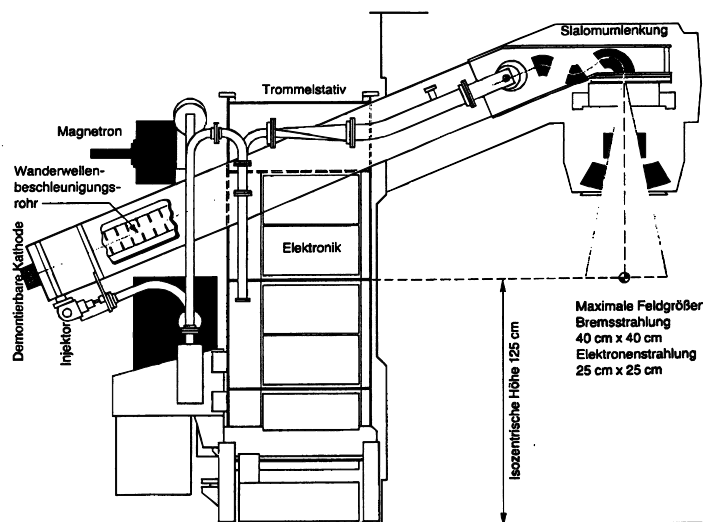 Slalomumlenkung
Trommelstativ
Magnetron
Wanderwellen-
beschleunigungs-
rohr
Elektronik
Demontierbare Kathode
Injektor
Isozentrische Höhe 125 cm
Maximale Feldgrößen
Bremsstrahlung
40 cm x 40 cm
Elektronenstrahlung
25 cm x 25 cm